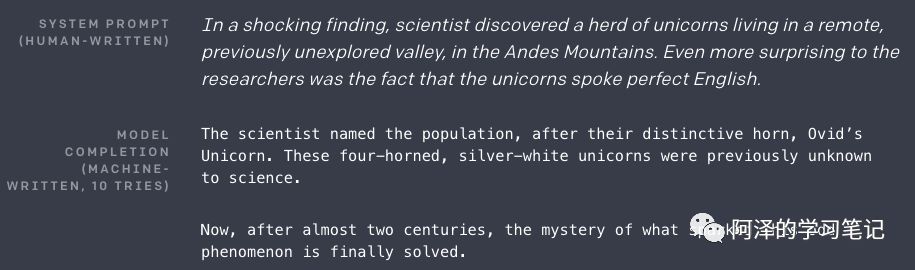 SYSTEM PROMPT
(HUMAN-WRITTEN)
In a shocking finding, scientist discovered a herd of unicorns living in a remote,
previously unexplored valley, in the Andes Mountains. Even more surprising to the
researchers was the fact that the unicorns spoke perfect English.
MODEL
COMPLETION
(MACHINE-
WRITTEN, 10 TRIES)
The scientist named the population, after their distinctive horn, Ovid’s
Unicorn. These four-horned, silver-white unicorns were previously unknown
to science.
Now, after almost two centuries, the mystery of what
phenomenon is finally solved.
阿泽的学习笔记